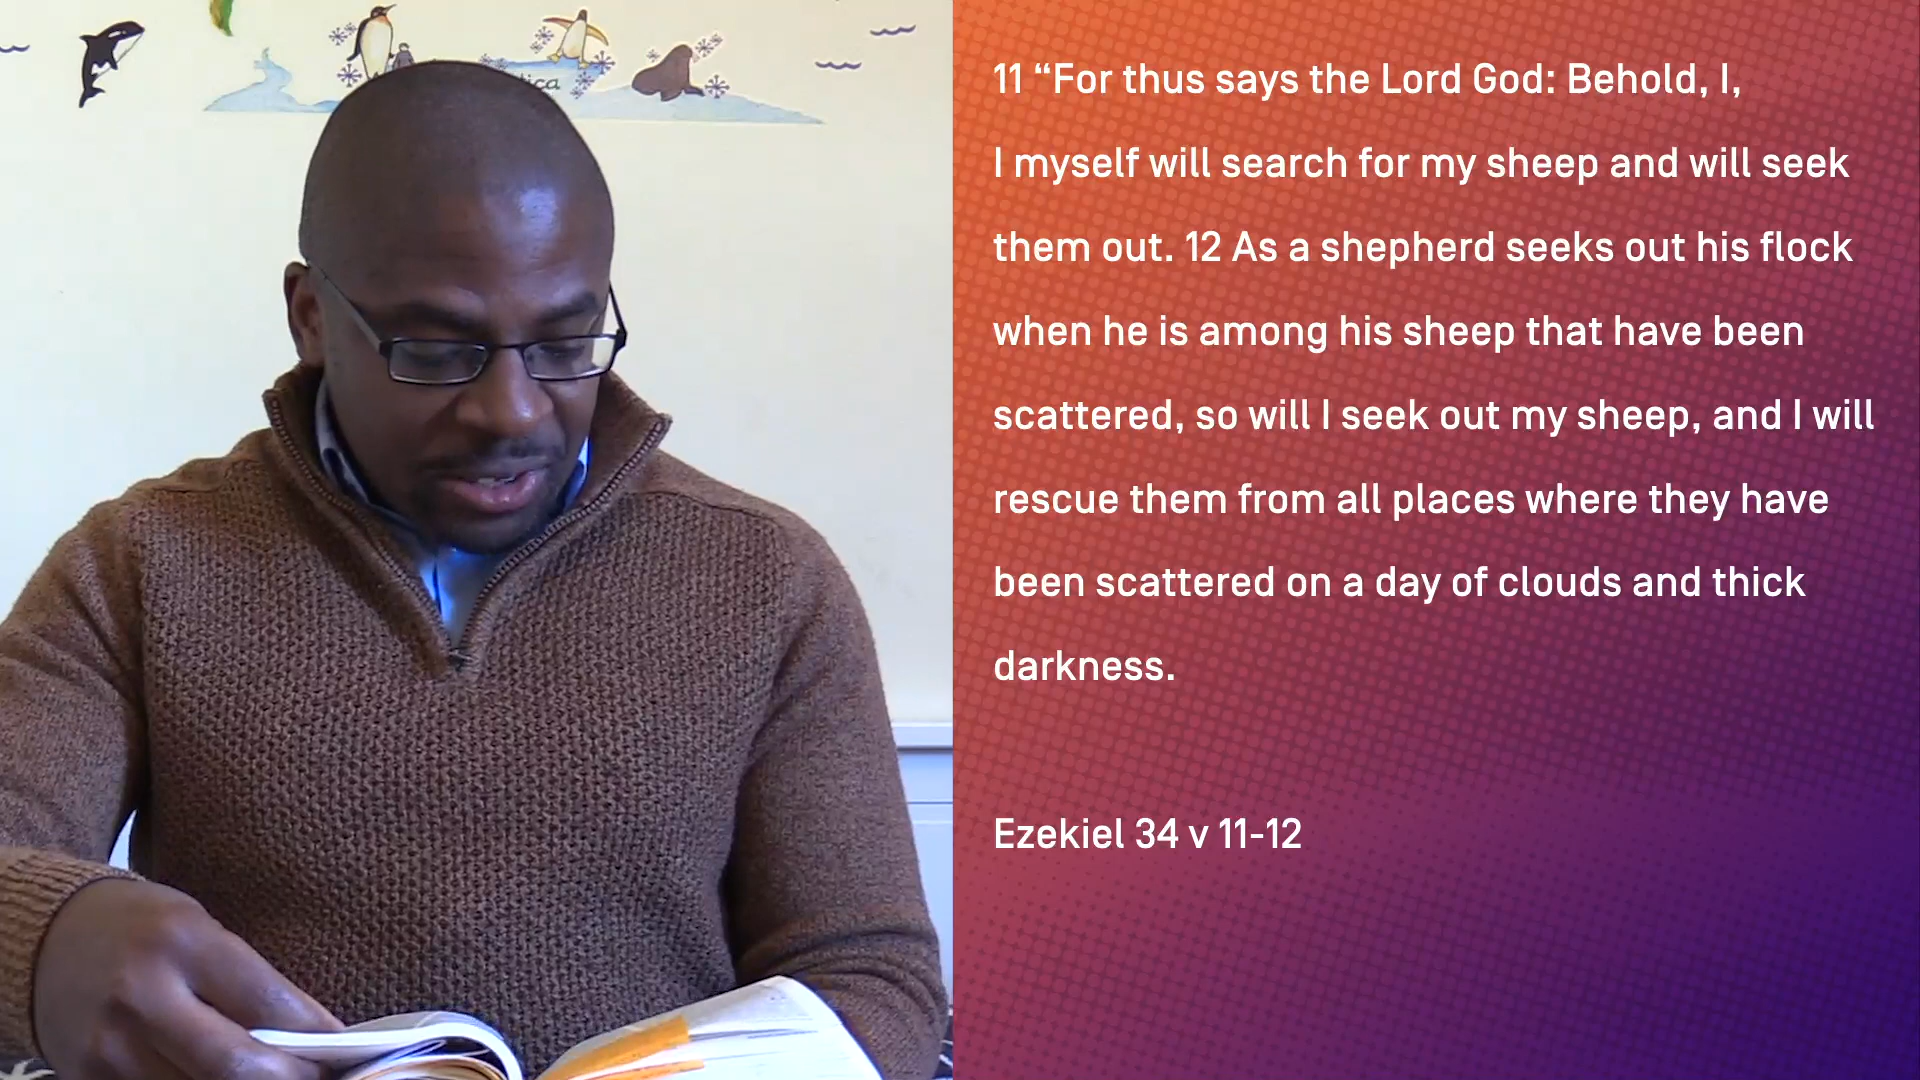 tica
11 “For thus says the Lord God: Behold, I,
I myself will search for my sheep and will seek
them out. 12 As a shepherd seeks out his flock
when he is among his sheep that have been
scattered, so will I seek out my sheep, and I will
rescue them from all places where they have
been scattered on a day of clouds and thick
darkness.
Ezekiel 34 v 11-12